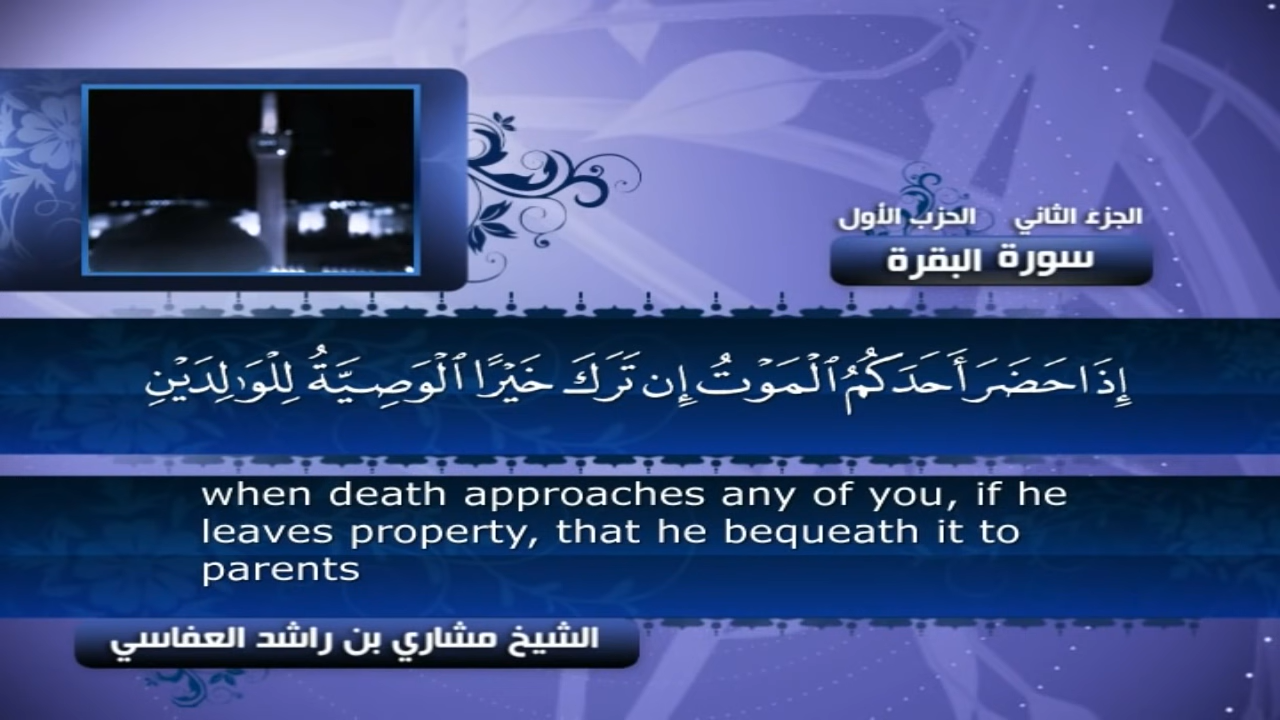 الجزء الثاني الحزب الأول
سورة البقرة
إِذَا حَضَرَ أَحَدَكُمُ ٱلْمَوْتُ إِن تَرَكَ خَيْرًا ٱلْوَصِيَّةُ لِلْوَٰلِدَيْنِ
when death approaches any of you, if he
leaves property, that he bequeath it to
parents
الشيخ مشاري بن راشد العفاسي